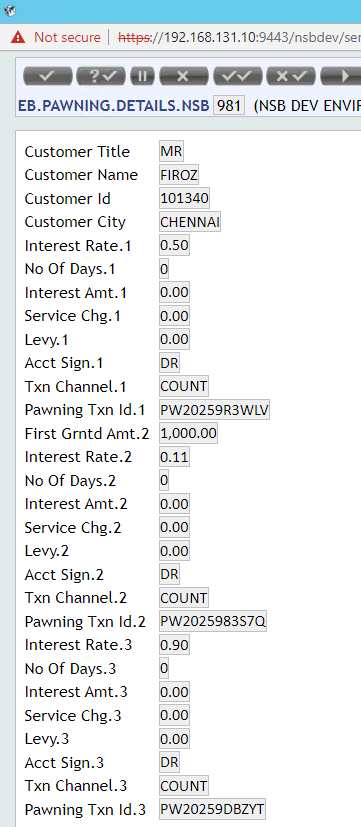 Not secure https://192.168.131.10:9443/nsbdev/ser
EB.PAWNING.DETAILS.NSB 981 (NSB DEV ENVIR
Customer Title MR
Customer Name FIROZ
Customer Id 101340
Customer City CHENNAI
Interest Rate.1 0.50
No Of Days.1 0
Interest Amt.1 0.00
Service Chg.1 0.00
Levy.1 0.00
Acct Sign.1 DR
Txn Channel.1 COUNT
Pawning Txn Id.1 PW20259R3WLV
First Grntd Amt.2 1,000.00
Interest Rate.2 0.11
No Of Days.2 0
Interest Amt.2 0.00
Service Chg.2 0.00
Levy.2 0.00
Acct Sign.2 DR
Txn Channel.2 COUNT
Pawning Txn Id.2 PW2025983S7Q
Interest Rate.3 0.90
No Of Days.3 0
Interest Amt.3 0.00
Service Chg.3 0.00
Levy.3 0.00
Acct Sign.3 DR
Txn Channel.3 COUNT
Pawning Txn Id.3 PW20259DBZYT